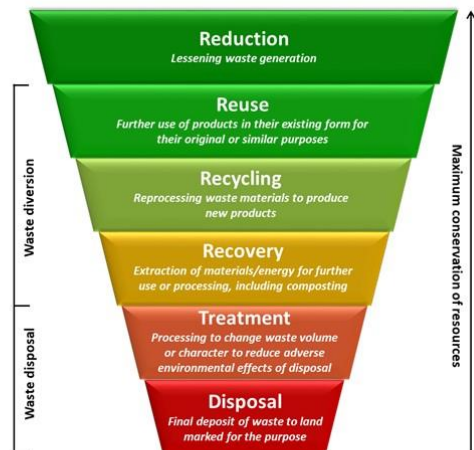 Reduction
Lessening waste generation
Reuse
Further use of products in their existing form for
their original or similar purposes
Recycling
Reprocessing waste materials to produce
new products
Recovery
Extraction of materials/energy for further
use or processing, including composting
Treatment
Processing to change waste volume
or character to reduce adverse
environmental effects of disposal
Disposal
Final deposit of waste to land
marked for the purpose
Waste diversion
Waste disposal
Maximum conservation of resources